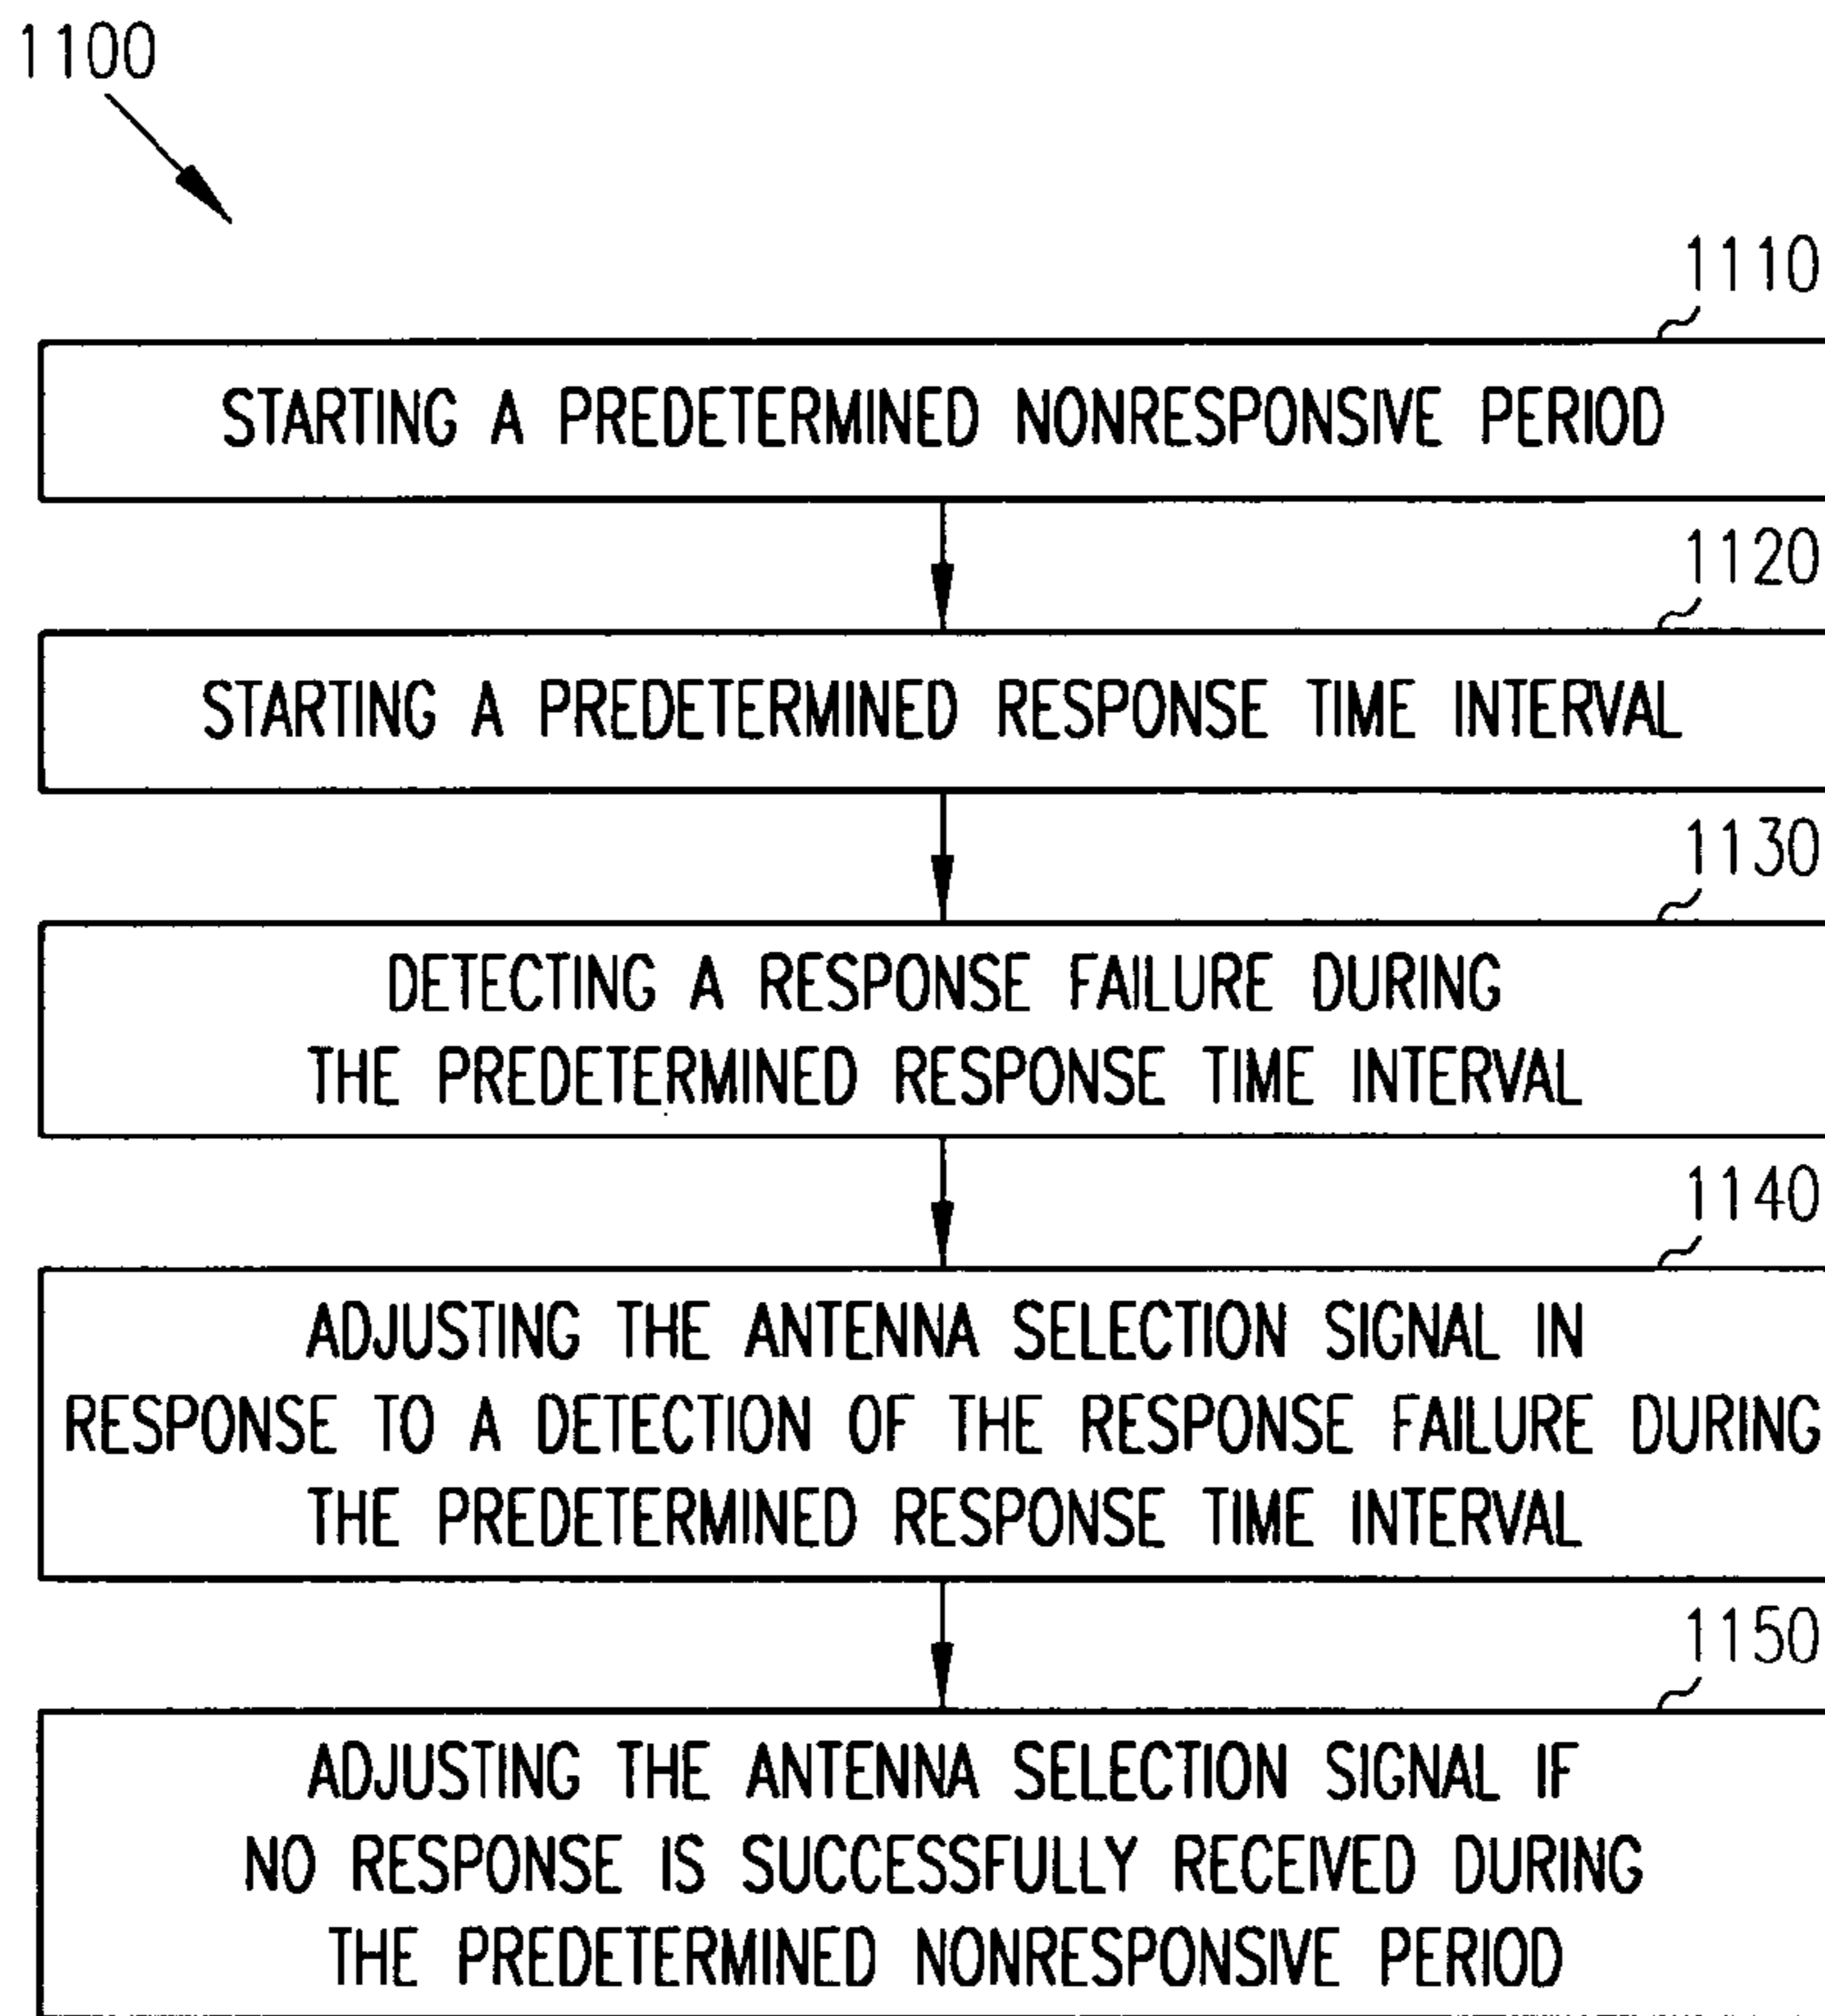 1100
1110
STARTING A PREDETERMINED NONRESPONSIVE PERIOD
1120
STARTING A PREDETERMINED RESPONSE TIME INTERVAL
1130
DETECTING A RESPONSE FAILURE DURING
THE PREDETERMINED RESPONSE TIME INTERVAL
1140
ADJUSTING THE ANTENNA SELECTION SIGNAL IN
RESPONSE TO A DETECTION OF THE RESPONSE FAILURE DURING
THE PREDETERMINED RESPONSE TIME INTERVAL
1150
ADJUSTING THE ANTENNA SELECTION SIGNAL IF
NO RESPONSE IS SUCCESSFULLY RECEIVED DURING
THE PREDETERMINED NONRESPONSIVE PERIOD